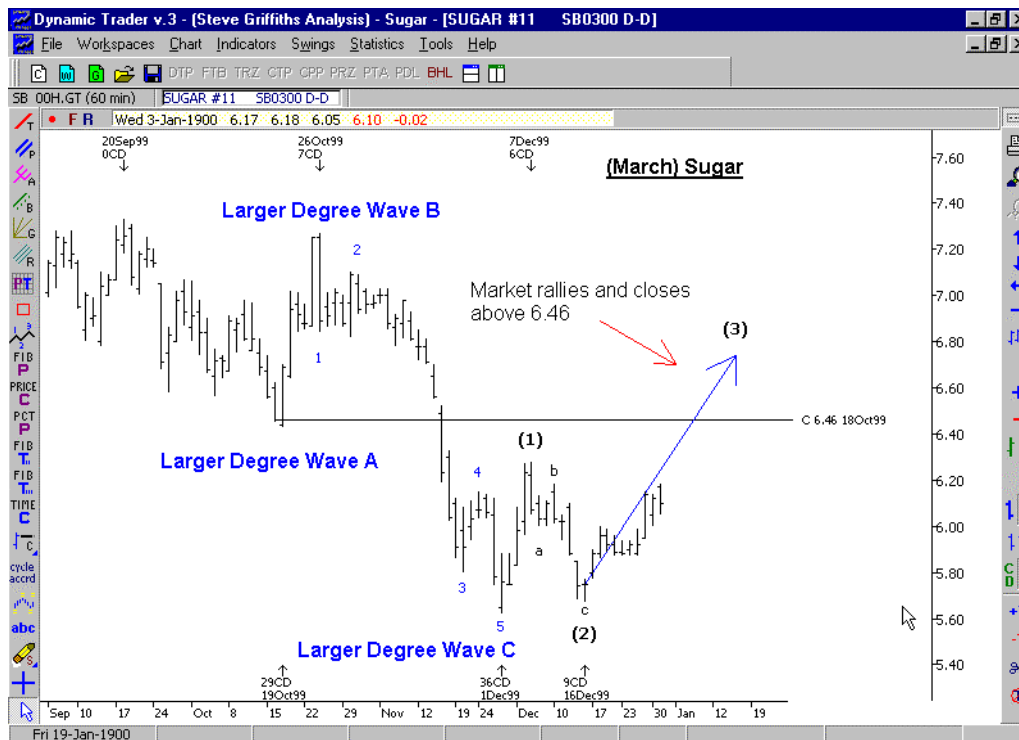 Dynamic Trader v.3 - (Steve Griffiths Analysis) - Sugar - [SUGAR #11 SB0300 D-D]
File Workspaces Chart Indicators Swings Statistics Tools Help
C W G DTP FTB TRZ CTP CPP PRZ PTA PDL BHL
SB 00H.GT (60 min) SUGAR #11 SB0300 D-D
F R Wed 3-Jan-1900 6.17 6.18 6.05 6.10 -0.02
20Sep99 26Oct99 7Dec99
0CD 7CD 6CD
(March) Sugar
7.60
7.40
Larger Degree Wave B
2
7.20
Market rallies and closes
above 6.46
7.00
(3)
1
6.80
6.60
C 6.46 18Oct99
6.40
(1)
Larger Degree Wave A
4 b
6.20
6.00
a
3
5.80
c
5
5.60
(2)
Larger Degree Wave C
5.40
29CD 36CD 9CD
19Oct99 1Dec99 16Dec99
Sep 10 17 24 Oct 8 15 22 29 Nov 12 19 24 Dec 10 17 23 30 Jan 12 19
Fri 19-Jan-1900
T
P
A
B
G
R
PT
1 2 3
FIB
P
PRICE
C
PCT
P
FIB
T
FIB
T
TIME
C
C
cycle
accrd
abc
S
C
D